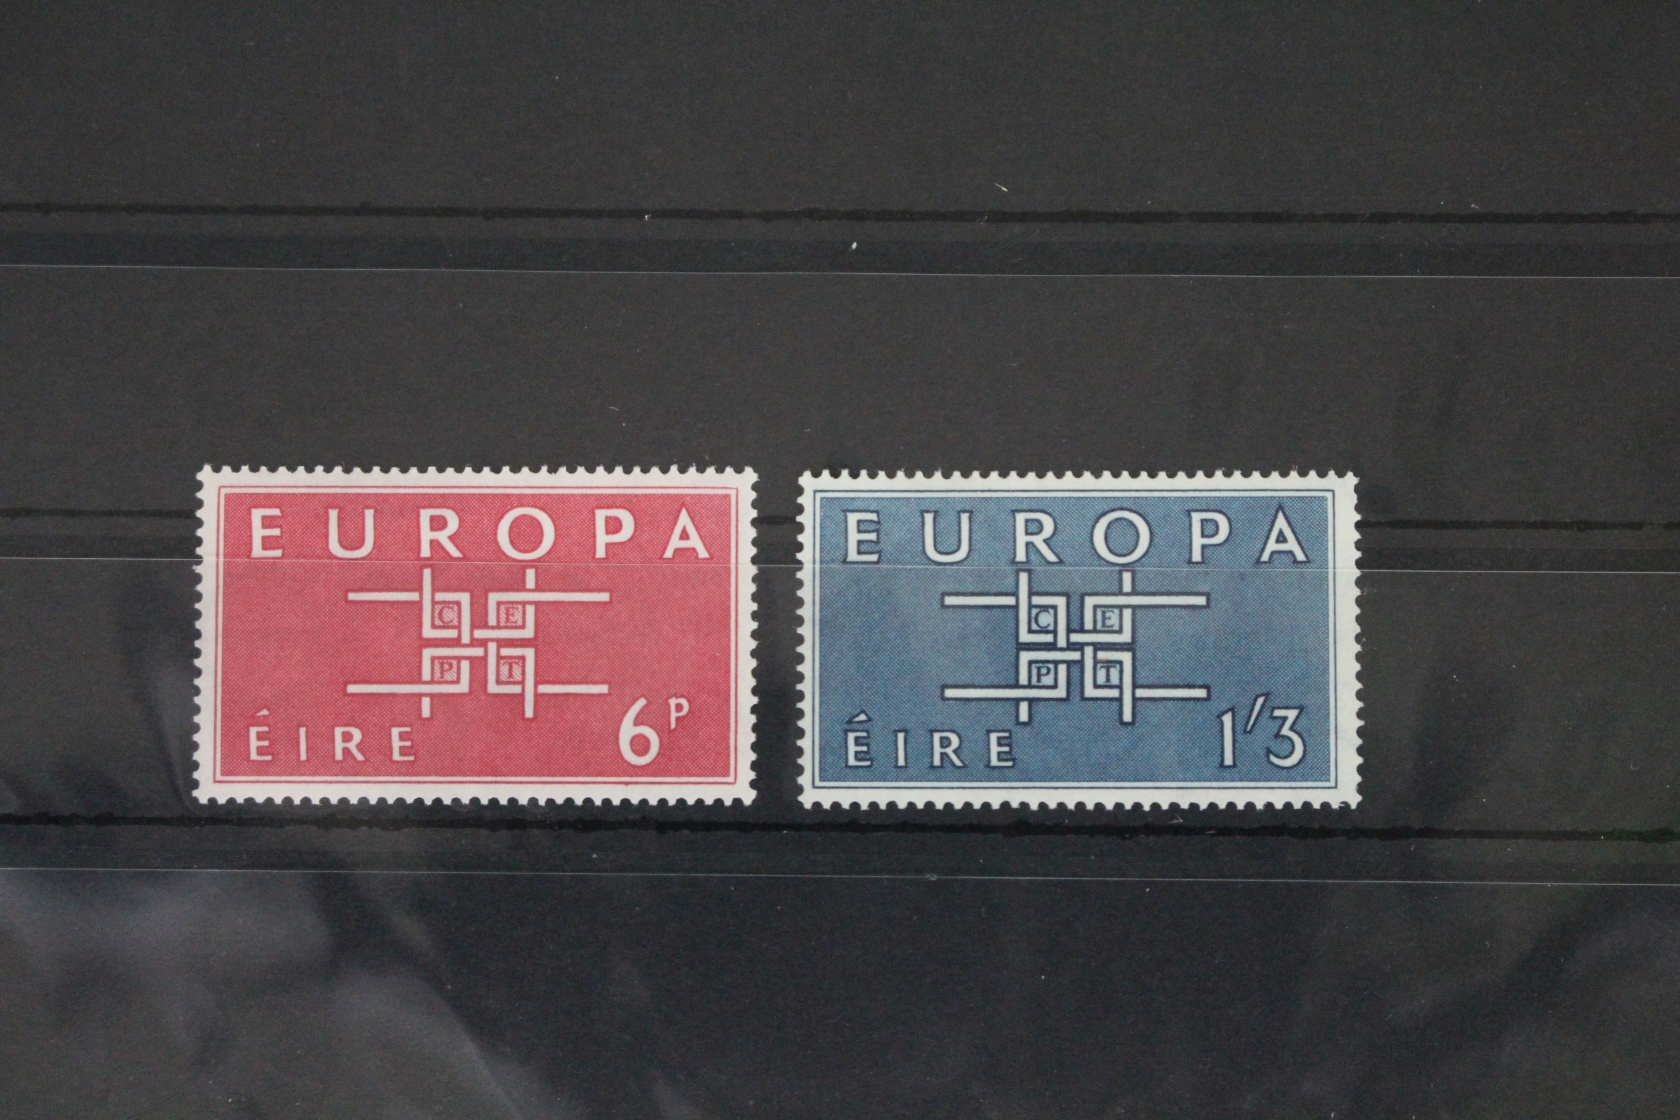 EUROPA
C E
P T
ÉIRE 6P
EUROPA
C E
P T
ÉIRE 1'3